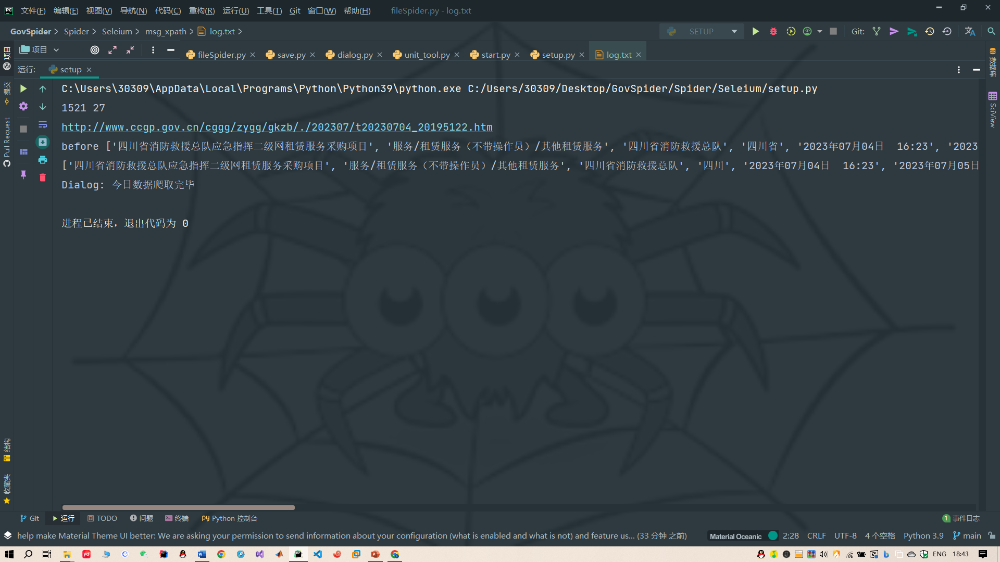 文件(F) 编辑(E) 视图(V) 导航(N) 代码(C) 重构(R) 运行(U) 工具(T) Git 窗口(W) 帮助(H) fileSpider.py - log.txt
GovSpider Spider Seleium msg_xpath log.txt SETUP Git:
项目 fileSpider.py save.py dialog.py unit_tool.py start.py setup.py log.txt
运行: setup
C:\Users\30309\AppData\Local\Programs\Python\Python39\python.exe C:/Users/30309/Desktop/GovSpider/Spider/Seleium/setup.py
1521 27
http://www.ccgp.gov.cn/cggg/zygg/gkzb/./202307/t20230704_20195122.htm
before ['四川省消防救援总队应急指挥二级网租赁服务采购项目', '服务/租赁服务（不带操作员）/其他租赁服务', '四川省消防救援总队', '四川省', '2023年07月04日  16:23', '2023
['四川省消防救援总队应急指挥二级网租赁服务采购项目', '服务/租赁服务（不带操作员）/其他租赁服务', '四川省消防救援总队', '四川', '2023年07月04日  16:23', '2023年07月05日
Dialog: 今日数据爬取完毕
进程已结束，退出代码为 0
项目
提交
Pull Request
结构
收藏夹
数据库
SciView
Git 运行 TODO 问题 终端 Python 控制台 1 事件日志
help make Material Theme UI better: We are asking your permission to send information about your configuration (what is enabled and what is not) and feature us... (33 分钟 之前) Material Oceanic 2:28 CRLF UTF-8 4 个空格 Python 3.9 main
ENG 18:43